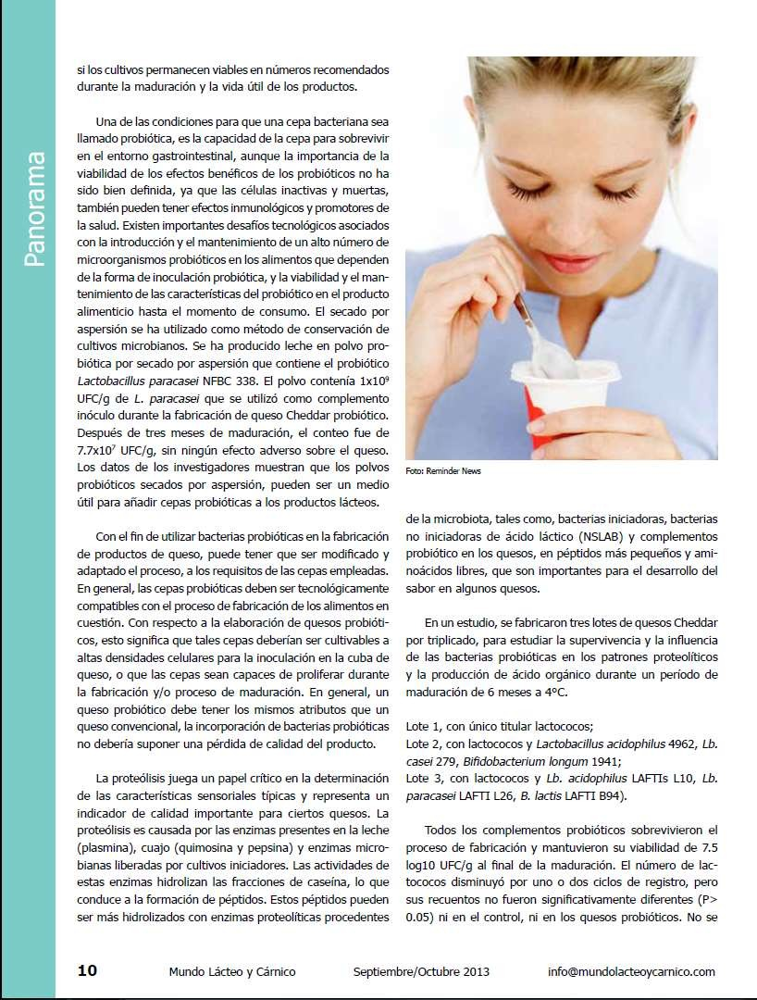 Panorama
si los cultivos permanecen viables en números recomendados
durante la maduración y la vida útil de los productos.
Una de las condiciones para que una cepa bacteriana sea
llamado probiótica, es la capacidad de la cepa para sobrevivir
en el entorno gastrointestinal, aunque la importancia de la
viabilidad de los efectos benéficos de los probióticos no ha
sido bien definida, ya que las células inactivas y muertas,
también pueden tener efectos inmunológicos y promotores de
la salud. Existen importantes desafíos tecnológicos asociados
con la introducción y el mantenimiento de un alto número de
microorganismos probióticos en los alimentos que dependen
de la forma de inoculación probiótica, y la viabilidad y el man-
tenimiento de las características del probiótico en el producto
alimenticio hasta el momento de consumo. El secado por
aspersión se ha utilizado como método de conservación de
cultivos microbianos. Se ha producido leche en polvo pro-
biótica por secado por aspersión que contiene el probiótico
Lactobacillus paracasei NFBC 338. El polvo contenía 1x10⁹
UFC/g de L. paracasei que se utilizó como complemento
inóculo durante la fabricación de queso Cheddar probiótico.
Después de tres meses de maduración, el conteo fue de
7.7x10⁷ UFC/g, sin ningún efecto adverso sobre el queso.
Los datos de los investigadores muestran que los polvos
probióticos secados por aspersión, pueden ser un medio
útil para añadir cepas probióticas a los productos lácteos.
Con el fin de utilizar bacterias probióticas en la fabricación
de productos de queso, puede tener que ser modificado y
adaptado el proceso, a los requisitos de las cepas empleadas.
En general, las cepas probióticas deben ser tecnológicamente
compatibles con el proceso de fabricación de los alimentos en
cuestión. Con respecto a la elaboración de quesos probióti-
cos, esto significa que tales cepas deberían ser cultivables a
altas densidades celulares para la inoculación en la cuba de
queso, o que las cepas sean capaces de proliferar durante
la fabricación y/o proceso de maduración. En general, un
queso probiótico debe tener los mismos atributos que un
queso convencional, la incorporación de bacterias probióticas
no debería suponer una pérdida de calidad del producto.
La proteólisis juega un papel crítico en la determinación
de las características sensoriales típicas y representa un
indicador de calidad importante para ciertos quesos. La
proteólisis es causada por las enzimas presentes en la leche
(plasmina), cuajo (quimosina y pepsina) y enzimas micro-
bianas liberadas por cultivos iniciadores. Las actividades de
estas enzimas hidrolizan las fracciones de caseína, lo que
conduce a la formación de péptidos. Estos péptidos pueden
ser más hidrolizados con enzimas proteolíticas procedentes
Foto: Reminder News
de la microbiota, tales como, bacterias iniciadoras, bacterias
no iniciadoras de ácido láctico (NSLAB) y complementos
probiótico en los quesos, en péptidos más pequeños y ami-
noácidos libres, que son importantes para el desarrollo del
sabor en algunos quesos.
En un estudio, se fabricaron tres lotes de quesos Cheddar
por triplicado, para estudiar la supervivencia y la influencia
de las bacterias probióticas en los patrones proteolíticos
y la producción de ácido orgánico durante un período de
maduración de 6 meses a 4ºC.
Lote 1, con único titular lactococos;
Lote 2, con lactococos y Lactobacillus acidophilus 4962, Lb.
casei 279, Bifidobacterium longum 1941;
Lote 3, con lactococos y Lb. acidophilus LAFTIs L10, Lb.
paracasei LAFTI L26, B. lactis LAFTI B94).
Todos los complementos probióticos sobrevivieron el
proceso de fabricación y mantuvieron su viabilidad de 7.5
log10 UFC/g al final de la maduración. El número de lac-
tococos disminuyó por uno o dos ciclos de registro, pero
sus recuentos no fueron significativamente diferentes (P>
0.05) ni en el control, ni en los quesos probióticos. No se
10 Mundo Lácteo y Cárnico Septiembre/Octubre 2013 info@mundolacteoycarnico.com